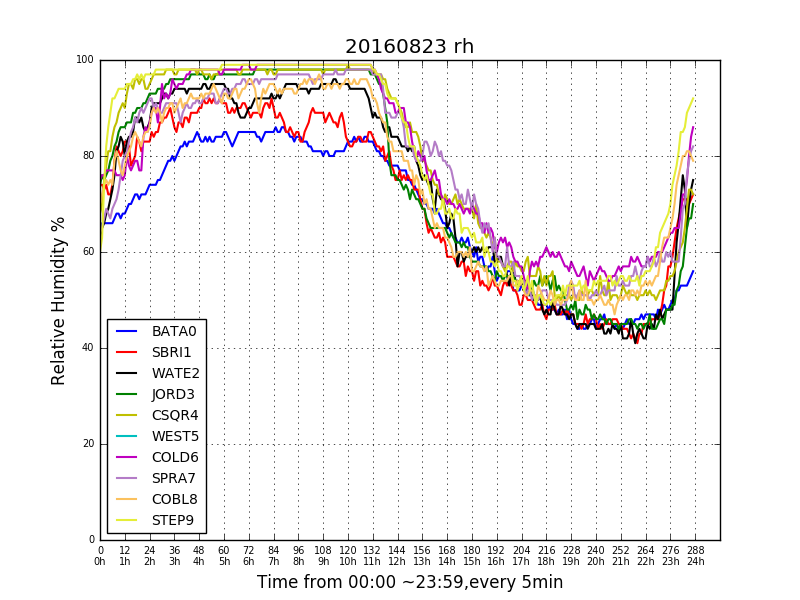 20160823 rh
Relative Humidity %
100
80
60
40
20
0
BATA0
SBRI1
WATE2
JORD3
CSQR4
WEST5
COLD6
SPRA7
COBL8
STEP9
0 12 24 36 48 60 72 84 96 108 120 132 144 156 168 180 192 204 216 228 240 252 264 276 288
0h 1h 2h 3h 4h 5h 6h 7h 8h 9h 10h 11h 12h 13h 14h 15h 16h 17h 18h 19h 20h 21h 22h 23h 24h
Time from 00:00 ~23:59,every 5min